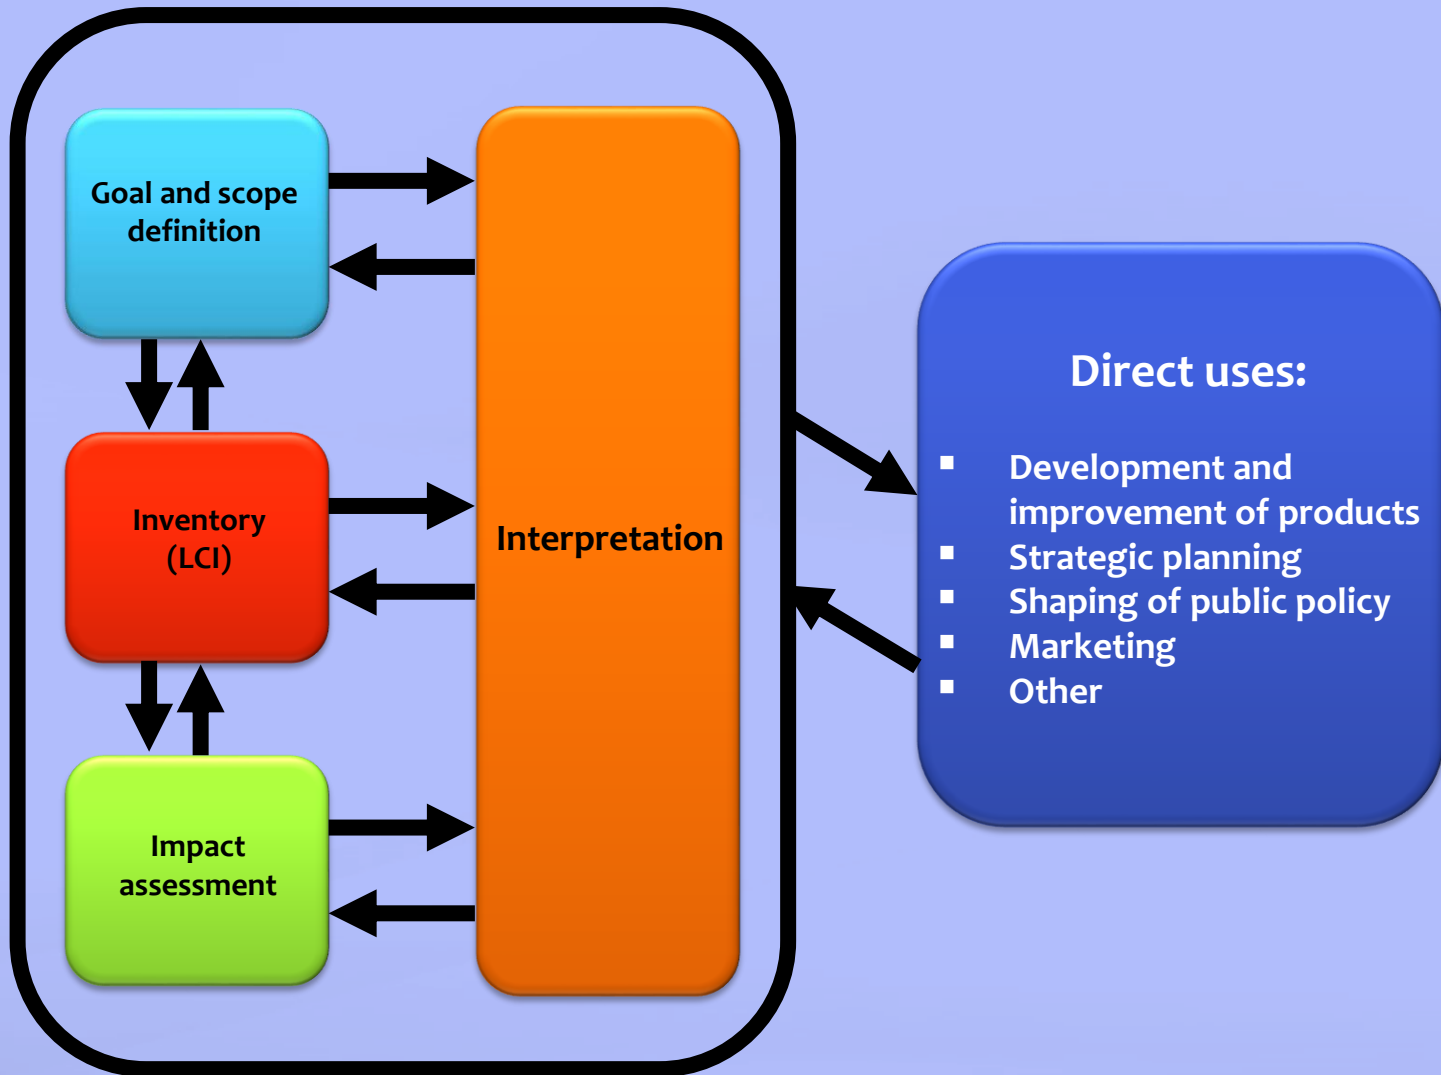 Goal and scope
definition
Inventory
(LCI)
Impact
assessment
Interpretation
Direct uses:
▪ Development and
improvement of products
▪ Strategic planning
▪ Shaping of public policy
▪ Marketing
▪ Other